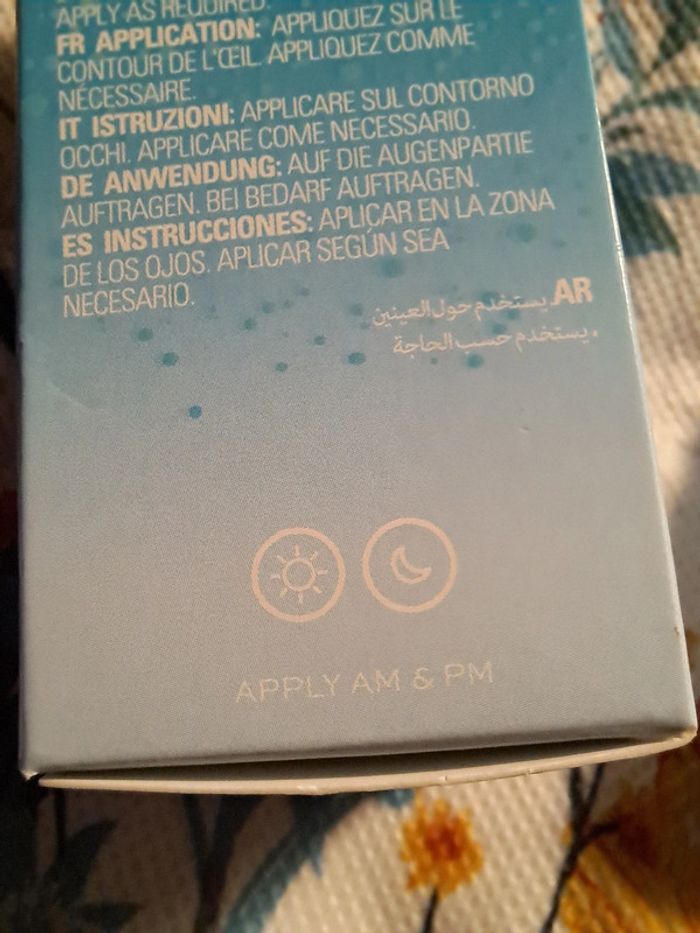 APPLY AS REQUIRED.
FR APPLICATION: APPLIQUEZ SUR LE
CONTOUR DE L'ŒIL. APPLIQUEZ COMME
NÉCESSAIRE.
IT ISTRUZIONI: APPLICARE SUL CONTORNO
OCCHI. APPLICARE COME NECESSARIO.
DE ANWENDUNG: AUF DIE AUGENPARTIE
AUFTRAGEN. BEI BEDARF AUFTRAGEN.
ES INSTRUCCIONES: APLICAR EN LA ZONA
DE LOS OJOS. APLICAR SEGÚN SEA
NECESARIO.
AR. يستخدم حول العينين
، يستخدم حسب الحاجة
APPLY AM & PM